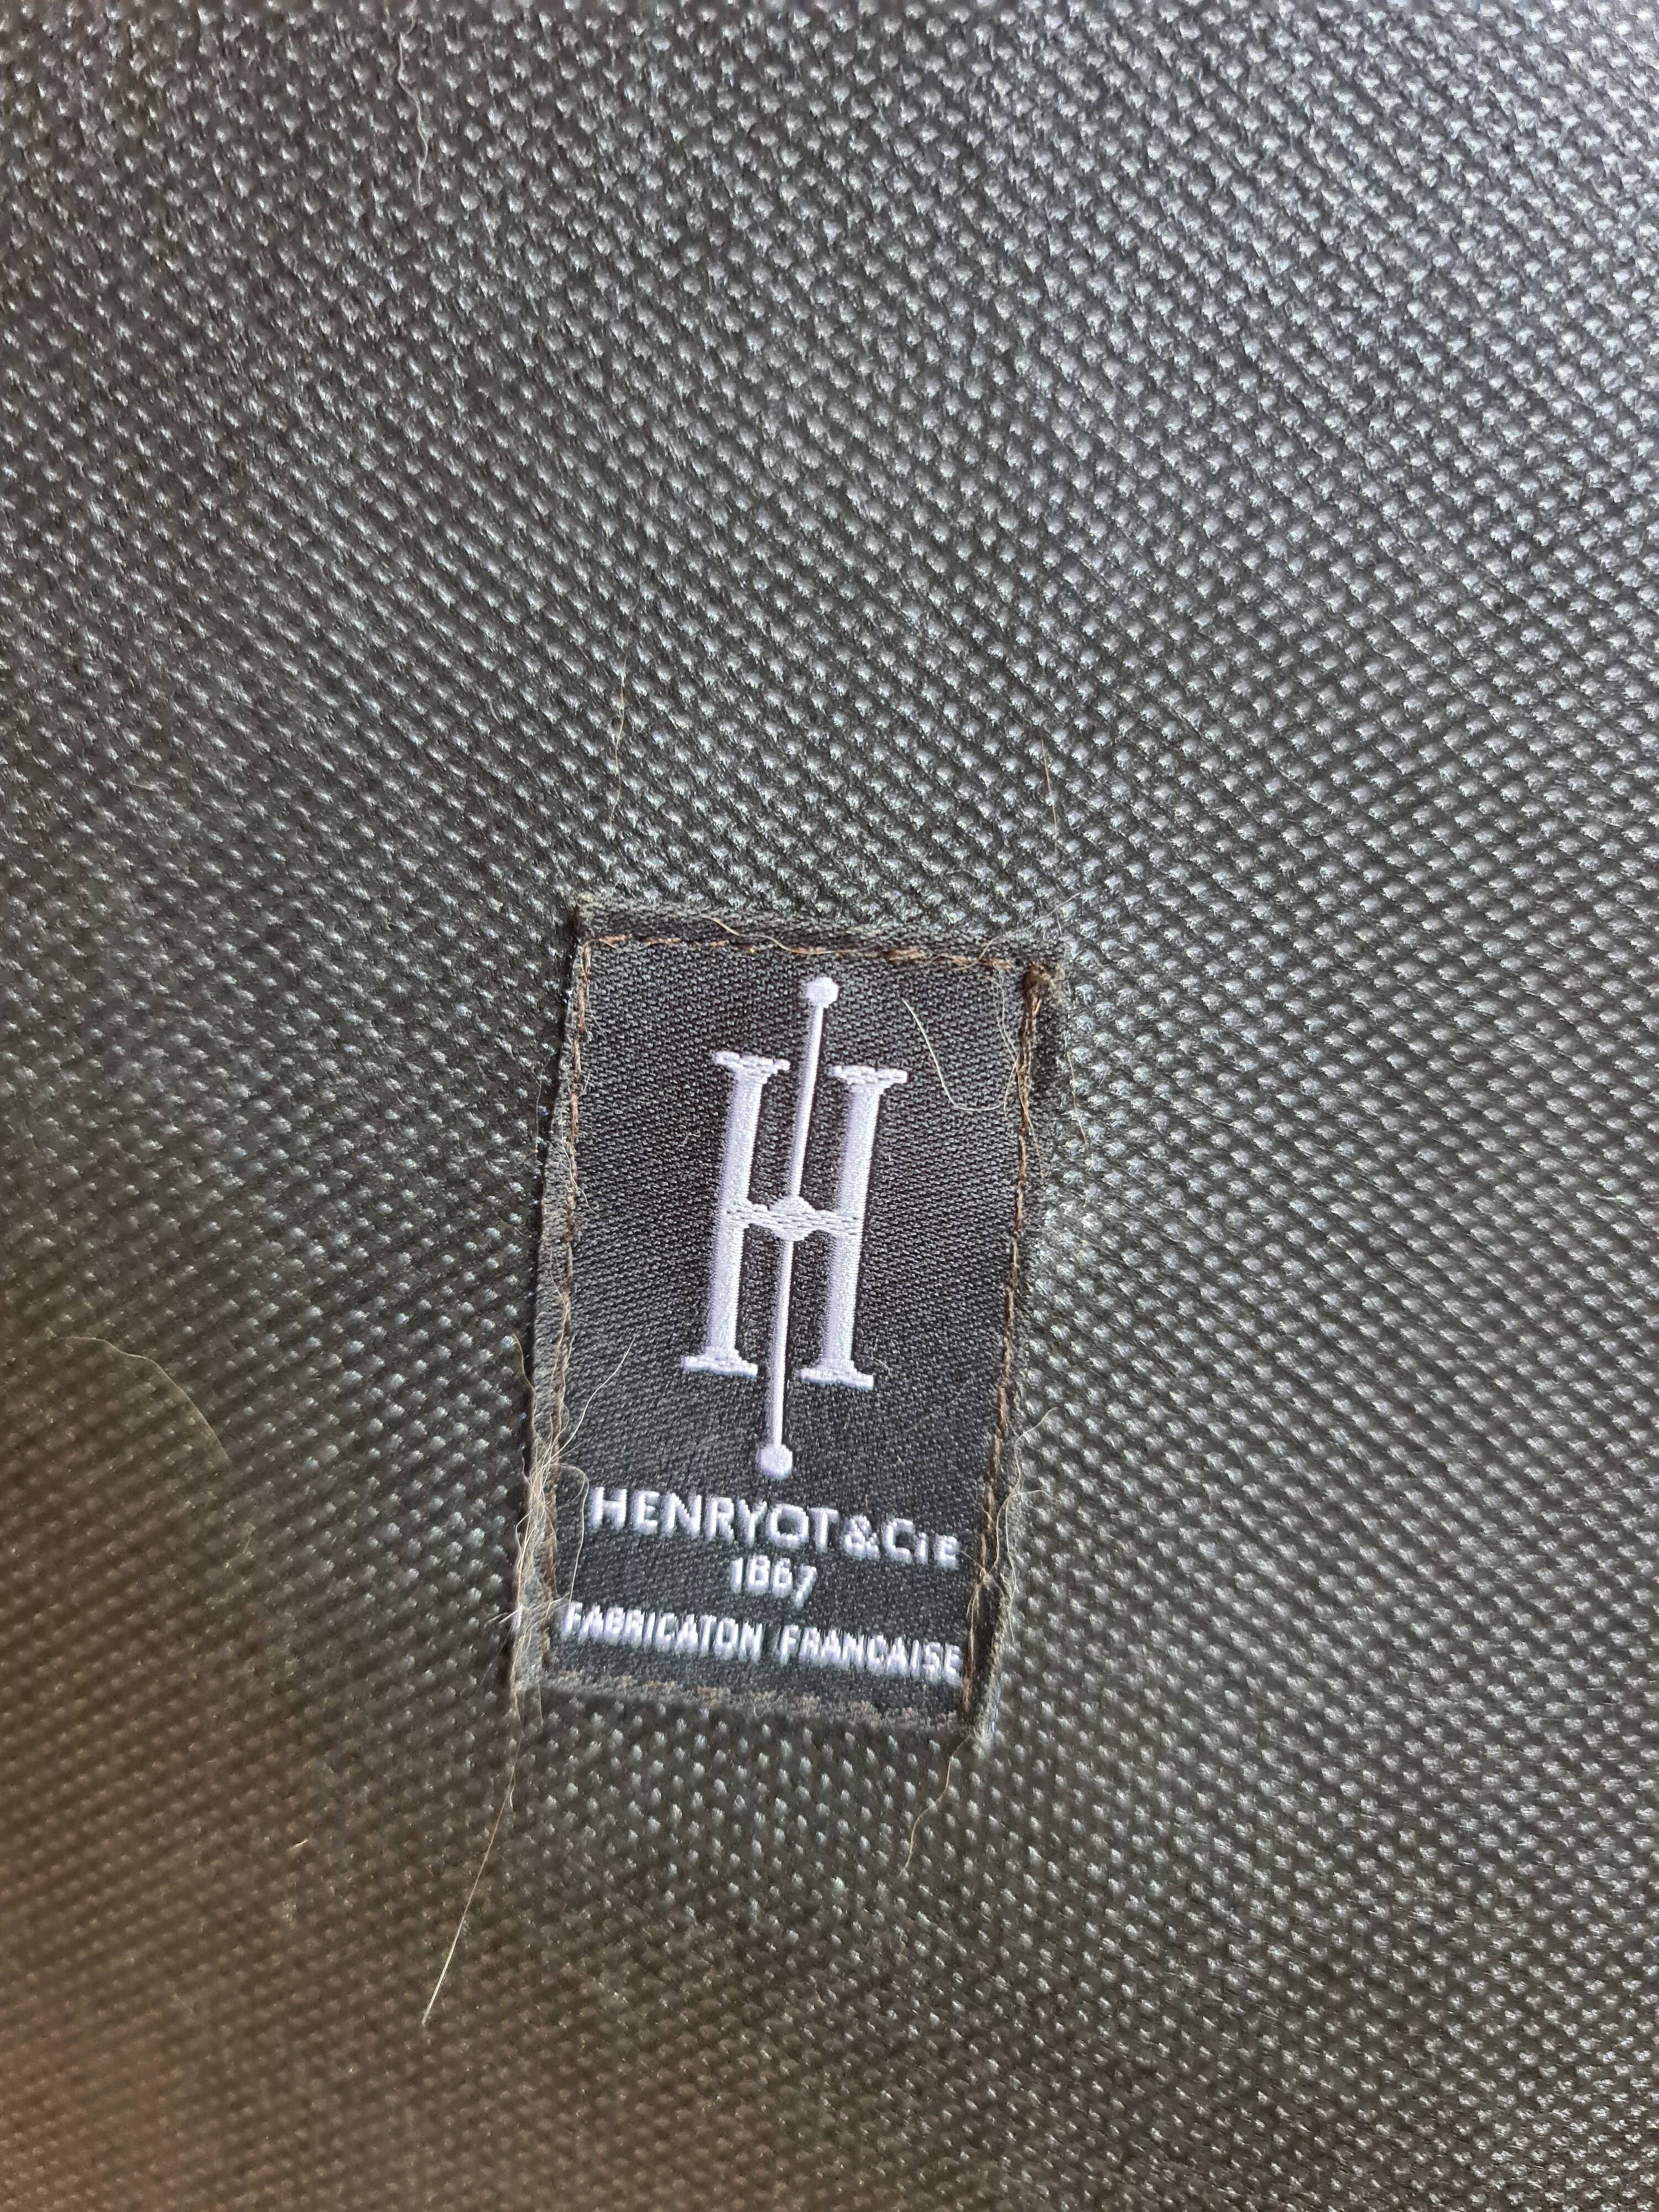 H
HENRYOT & CIE
1867
FABRICATON FRANCAISE